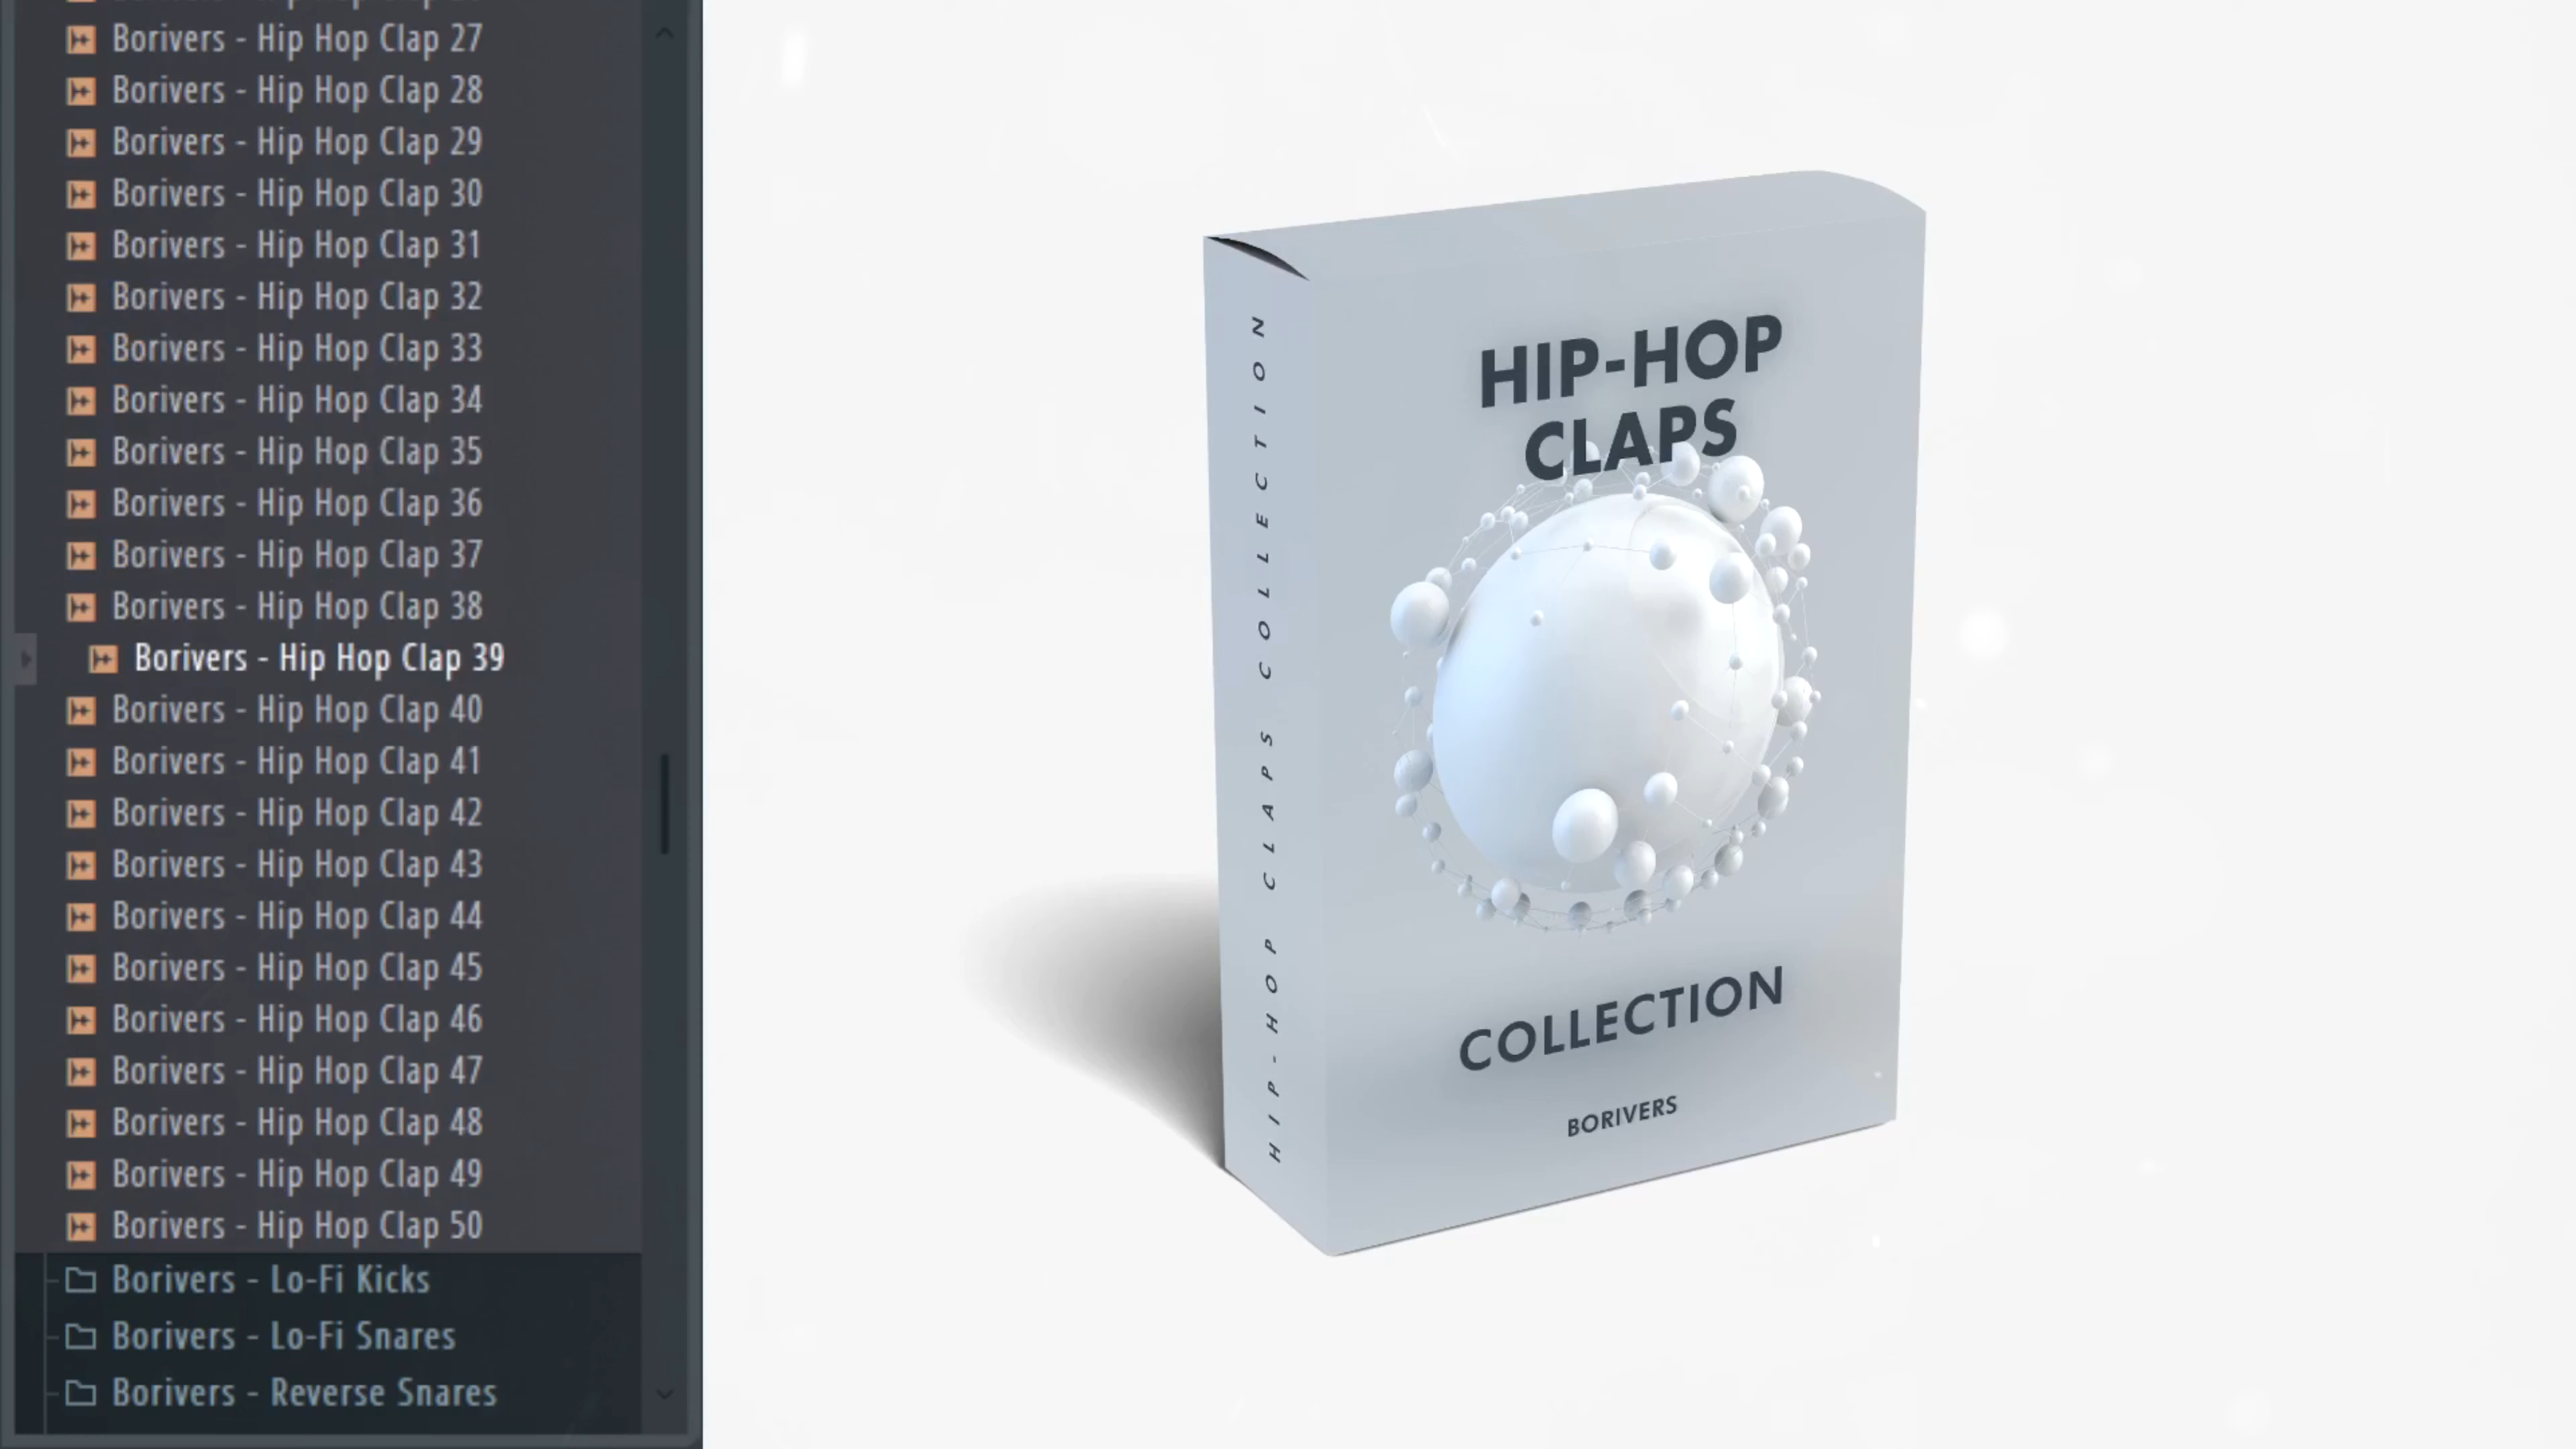 Borivers - Hip Hop Clap 27
Borivers - Hip Hop Clap 28
Borivers - Hip Hop Clap 29
Borivers - Hip Hop Clap 30
Borivers - Hip Hop Clap 31
Borivers - Hip Hop Clap 32
Borivers - Hip Hop Clap 33
Borivers - Hip Hop Clap 34
Borivers - Hip Hop Clap 35
Borivers - Hip Hop Clap 36
Borivers - Hip Hop Clap 37
Borivers - Hip Hop Clap 38
Borivers - Hip Hop Clap 39
Borivers - Hip Hop Clap 40
Borivers - Hip Hop Clap 41
Borivers - Hip Hop Clap 42
Borivers - Hip Hop Clap 43
Borivers - Hip Hop Clap 44
Borivers - Hip Hop Clap 45
Borivers - Hip Hop Clap 46
Borivers - Hip Hop Clap 47
Borivers - Hip Hop Clap 48
Borivers - Hip Hop Clap 49
Borivers - Hip Hop Clap 50
Borivers - Lo-Fi Kicks
Borivers - Lo-Fi Snares
Borivers - Reverse Snares
HIP-HOP CLAPS COLLECTION
HIP-HOP
CLAPS
COLLECTION
BORIVERS